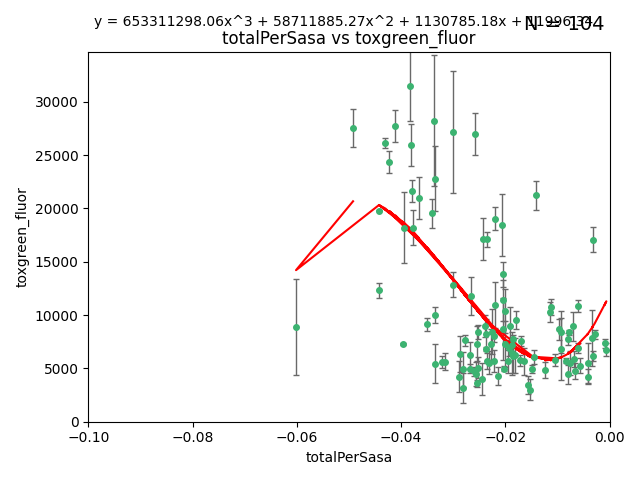 y = 653311298.06x^3 + 58711885.27x^2 + 1130785.18x +
N = 104
totalPerSasa vs toxgreen_fluor
toxgreen_fluor
30000
25000
20000
15000
10000
5000
0
−0.10 −0.08 −0.06 −0.04 −0.02 0.00
totalPerSasa